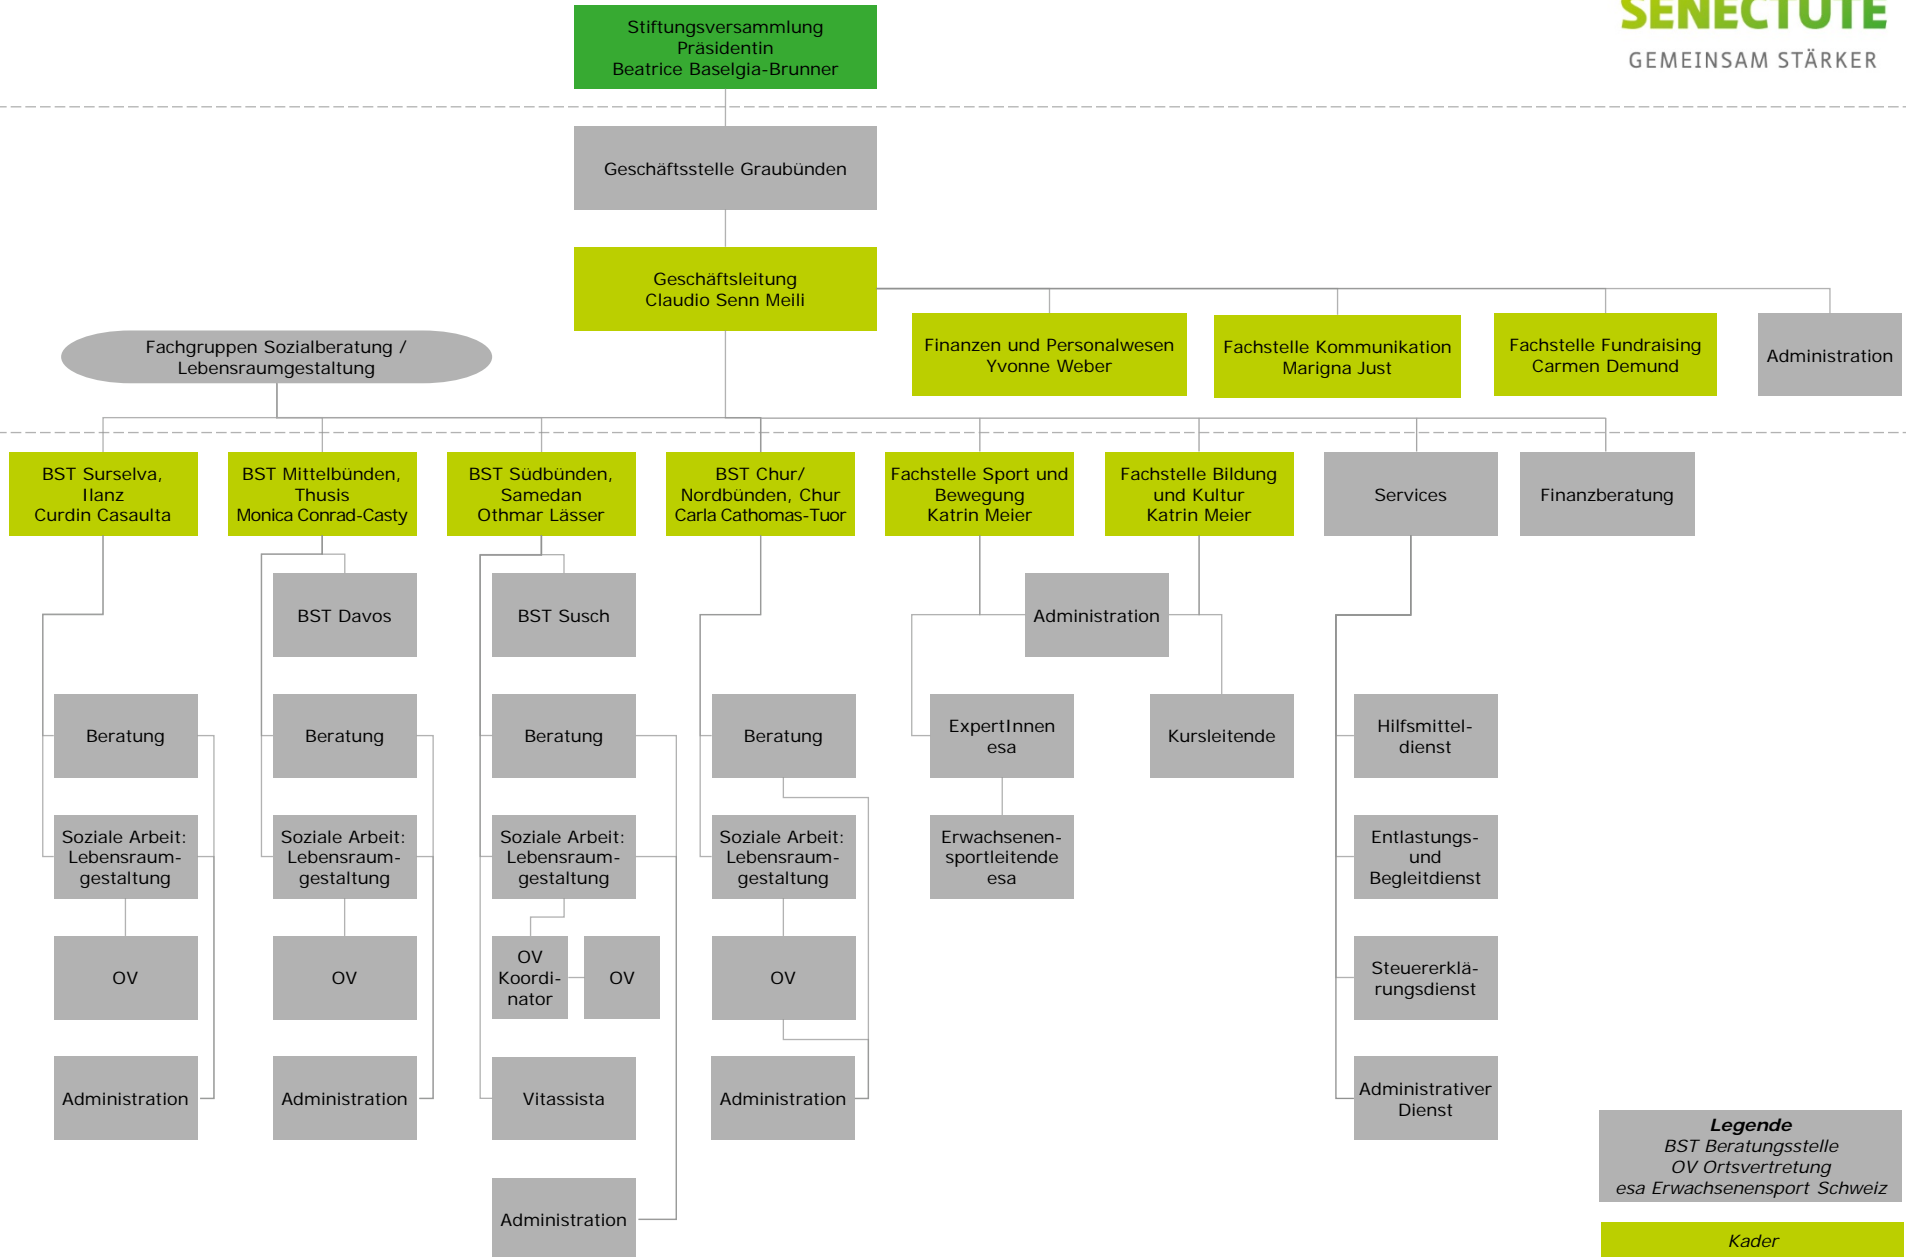 Stiftungsversammlung
Präsidentin
Beatrice Baselgia-Brunner
SENECTUTE
GEMEINSAM STÄRKER
Geschäftsstelle Graubünden
Geschäftsleitung
Claudio Senn Meili
Fachgruppen Sozialberatung /
Lebensraumgestaltung
Finanzen und Personalwesen
Yvonne Weber
Fachstelle Kommunikation
Marigna Just
Fachstelle Fundraising
Carmen Demund
Administration
BST Surselva,
Ilanz
Curdin Casaulta
BST Mittelbünden,
Thusis
Monica Conrad-Casty
BST Südbünden,
Samedan
Othmar Lässer
BST Chur/
Nordbünden, Chur
Carla Cathomas-Tuor
Fachstelle Sport und
Bewegung
Katrin Meier
Fachstelle Bildung
und Kultur
Katrin Meier
Services
Finanzberatung
BST Davos
BST Susch
Administration
Beratung
Beratung
Beratung
Beratung
ExpertInnen
esa
Kursleitende
Hilfsmittel-
dienst
Soziale Arbeit:
Lebensraum-
gestaltung
Soziale Arbeit:
Lebensraum-
gestaltung
Soziale Arbeit:
Lebensraum-
gestaltung
Soziale Arbeit:
Lebensraum-
gestaltung
Erwachsenen-
sportleitende
esa
Entlastungs-
und
Begleitdienst
OV
OV
OV
Koordi-
nator
OV
OV
Steuererklä-
rungsdienst
Administration
Administration
Vitassista
Administration
Administrativer
Dienst
Administration
Legende
BST Beratungsstelle
OV Ortsvertretung
esa Erwachsenensport Schweiz
Kader